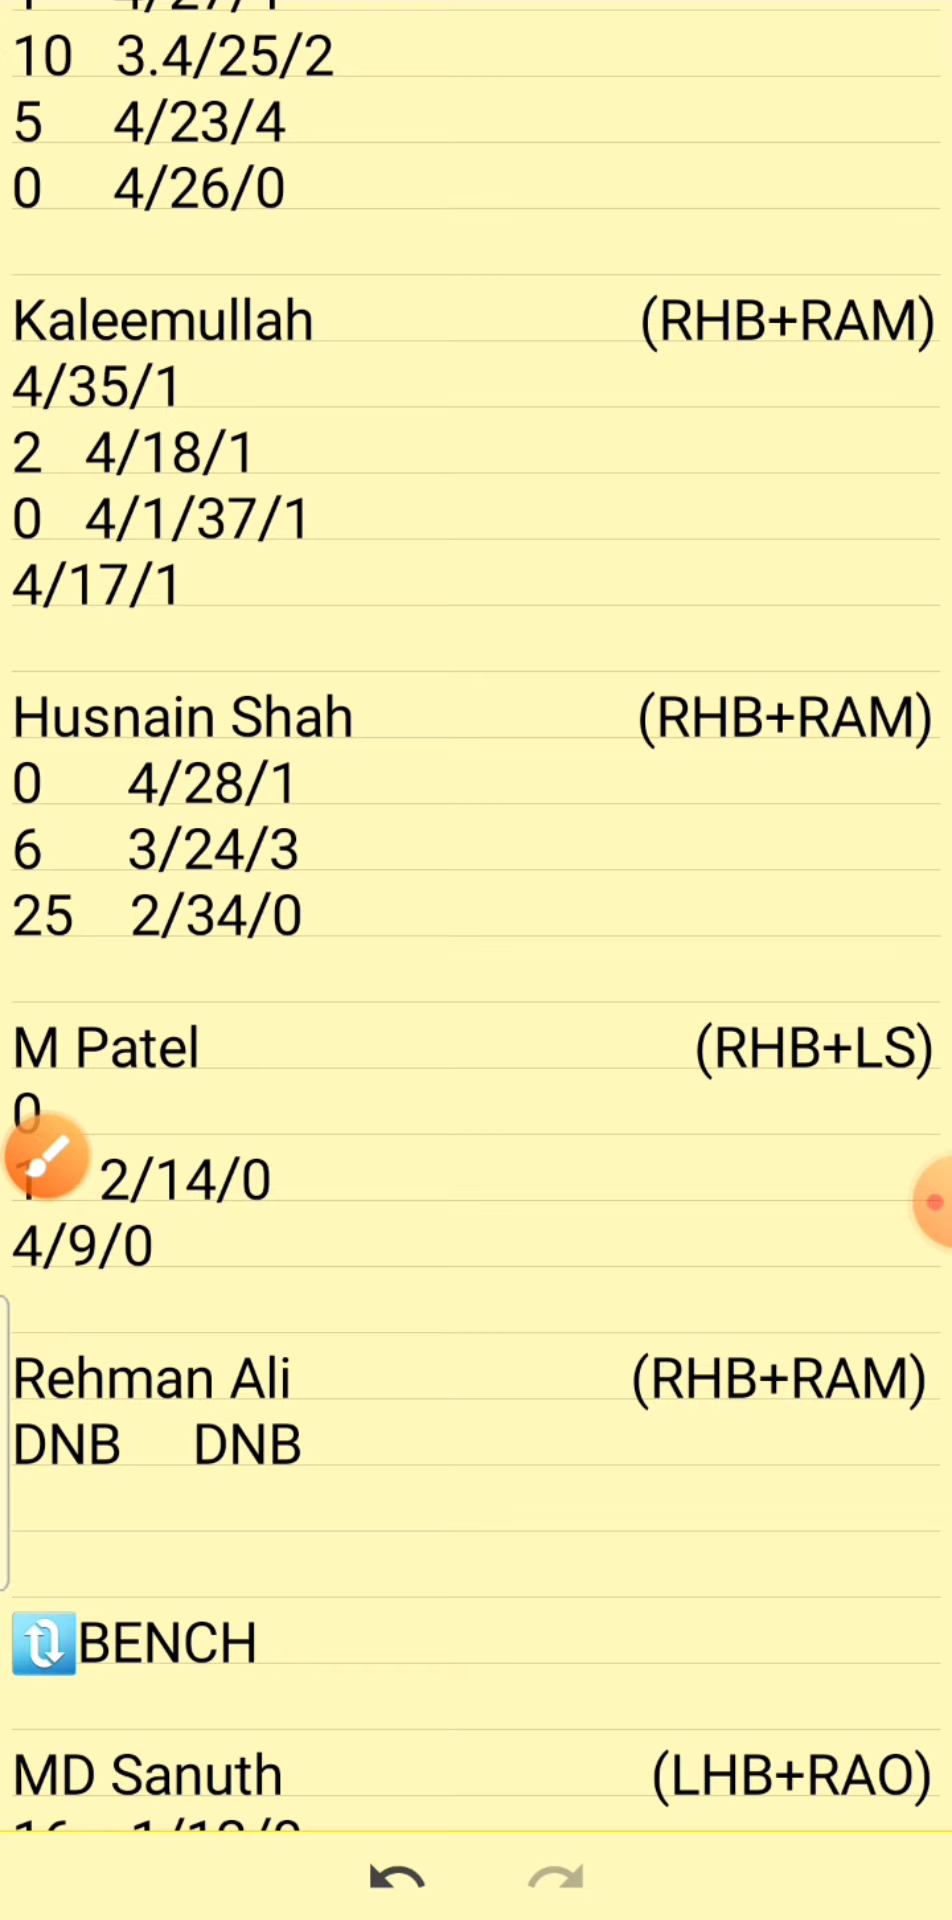 10 3.4/25/2
5 4/23/4
0 4/26/0
Kaleemullah (RHB+RAM)
4/35/1
2 4/18/1
0 4/1/37/1
4/17/1
Husnain Shah (RHB+RAM)
0 4/28/1
6 3/24/3
25 2/34/0
M Patel (RHB+LS)
0
2/14/0
4/9/0
Rehman Ali (RHB+RAM)
DNB DNB
BENCH
MD Sanuth (LHB+RAO)